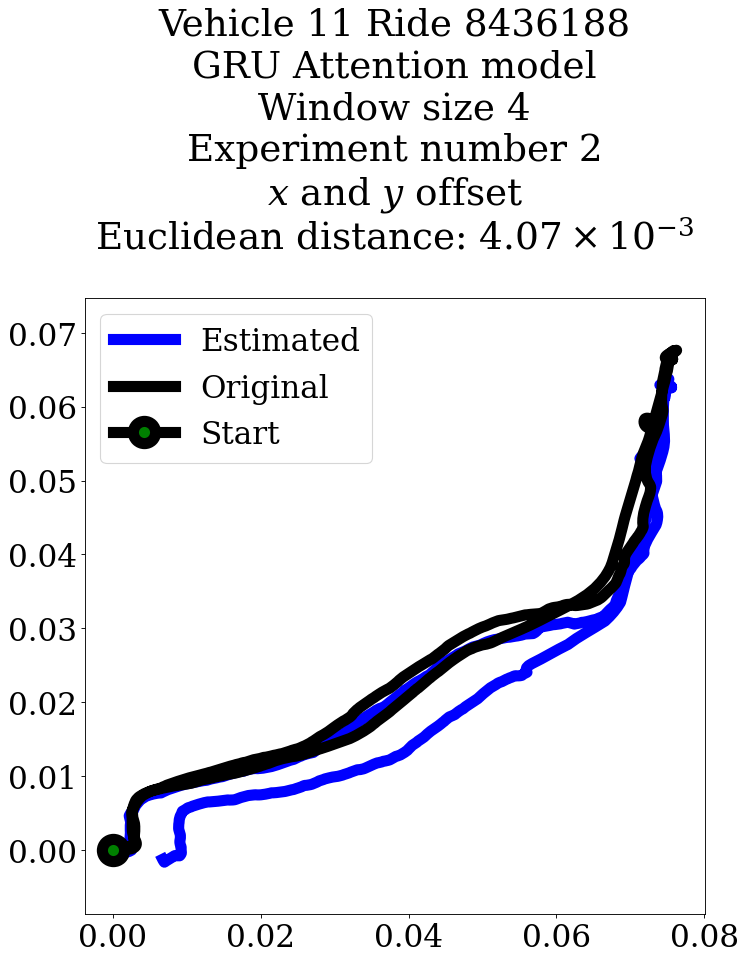 Vehicle 11 Ride 8436188
GRU Attention model
Window size 4
Experiment number 2
x and y offset
Euclidean distance: 4.07 × 10⁻³
Estimated
Original
Start
0.07
0.06
0.05
0.04
0.03
0.02
0.01
0.00
0.00 0.02 0.04 0.06 0.08